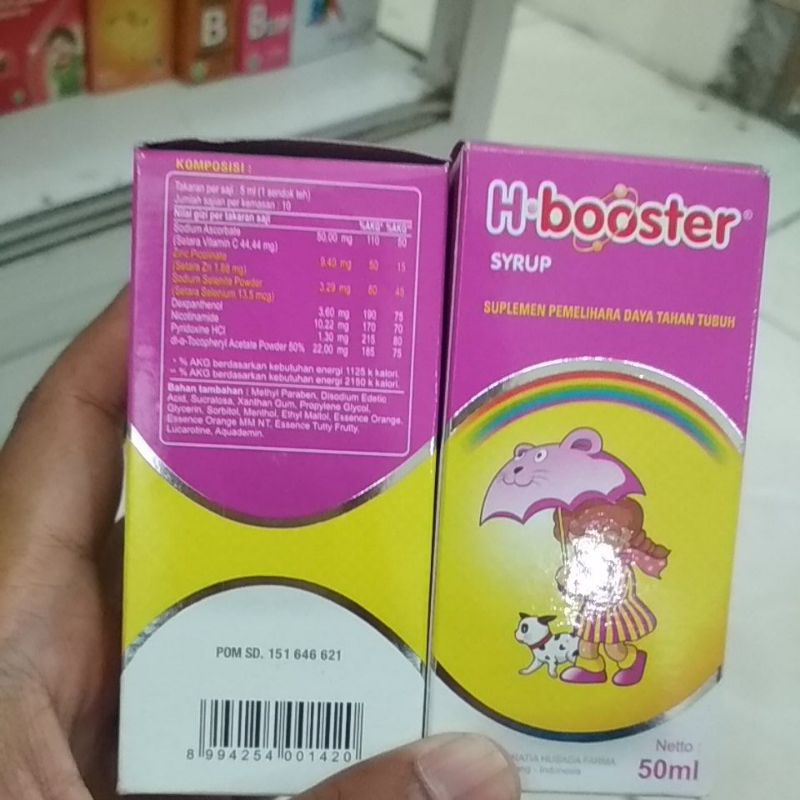 B
B
KOMPOSISI :
Takaran per saji : 5 ml (1 sendok teh)
Jumlah sajian per kemasan : 10
Nilai gizi per takaran saji %AKG* %AKG**
Sodium Ascorbate 50,00 mg 110 50
(Setara Vitamin C 44,44 mg)
Zinc Picolinate 9.40 mg 50 15
(Setara Zn 1.88 mg)
Sodium Selenite Powder 3.29 mg 60 45
(Setara Selenium 13.5 mcg)
Dexpanthenol 3.60 mg 190 75
Nicotinamide 10,22 mg 170 70
Pyridoxine HCl 1.30 mg 215 80
dl-α-Tocopheryl Acetate Powder 50% 22,00 mg 185 75
* % AKG berdasarkan kebutuhan energi 1125 k kalori.
** % AKG berdasarkan kebutuhan energi 2150 k kalori.
Bahan tambahan : Methyl Paraben, Disodium Edetic
Acid, Sucralosa, Xanthan Gum, Propylene Glycol,
Glycerin, Sorbitol, Menthol, Ethyl Maltol, Essence Orange,
Essence Orange MM NT, Essence Tutty Fruity,
Lucarotine, Aquademin.
POM SD. 151 646 621
8 994254 001420
H-booster®
SYRUP
SUPLEMEN PEMELIHARA DAYA TAHAN TUBUH
HUSADA FARMA
- Indonesia
Netto :
50ml